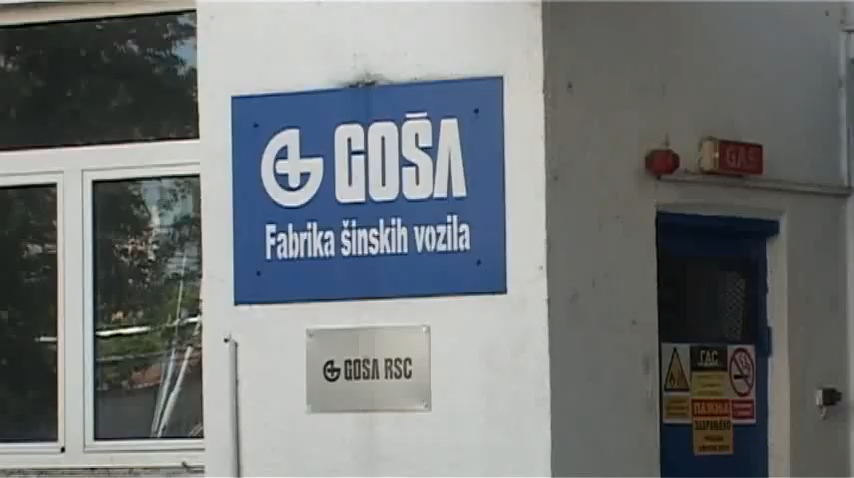 GOŠA
Fabrika šinskih vozila
GOŠA RSC
GAS
ГАС
ПАЖЊА